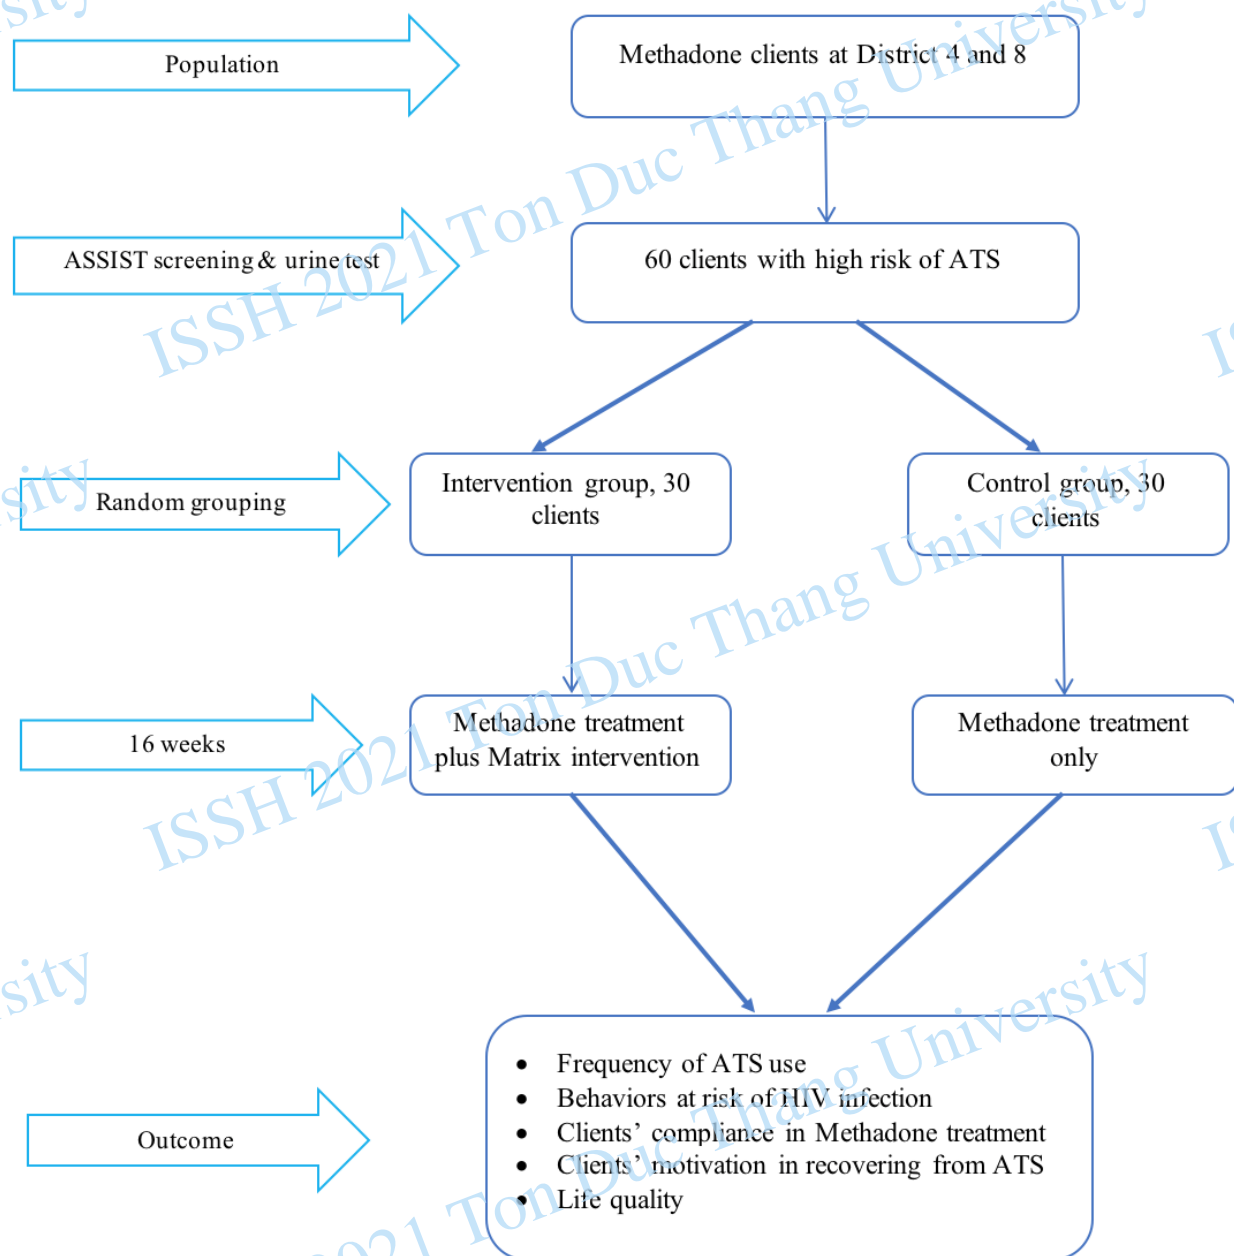 Population
Methadone clients at District 4 and 8
ASSIST screening & urine test
60 clients with high risk of ATS
Random grouping
Intervention group, 30
clients
Control group, 30
clients
16 weeks
Methadone treatment
plus Matrix intervention
Methadone treatment
only
Outcome
• Frequency of ATS use
• Behaviors at risk of HIV infection
• Clients’ compliance in Methadone treatment
• Clients’ motivation in recovering from ATS
• Life quality
ISSH 2021 Ton Duc Thang University
ISSH 2021 Ton Duc Thang University
2021 Ton Duc Thang University